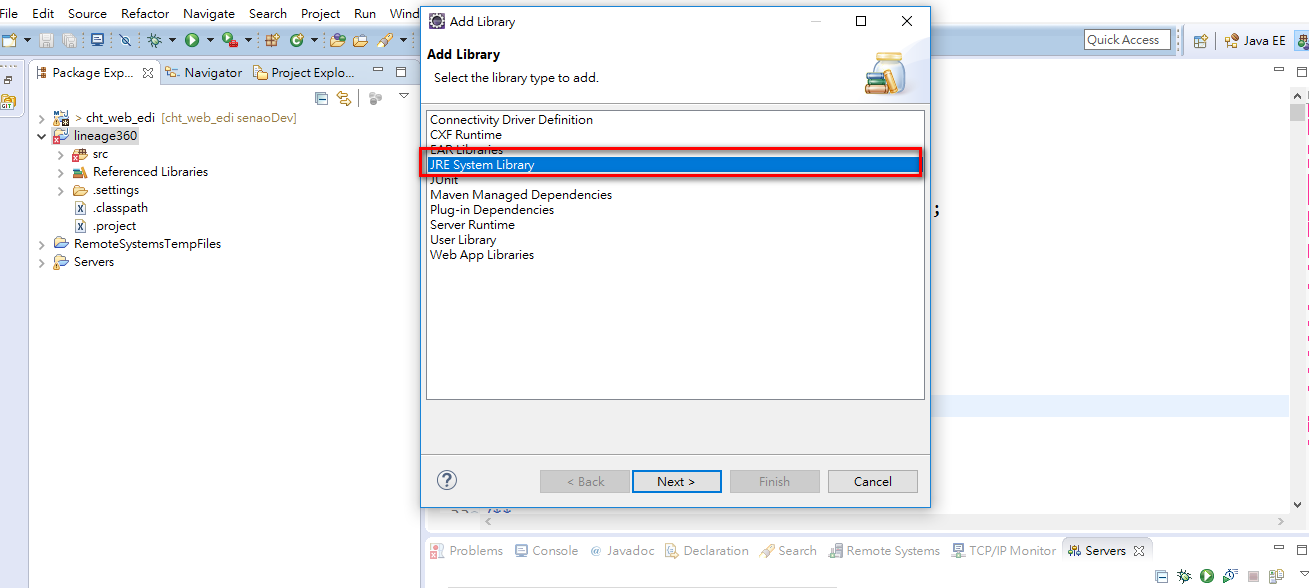 File Edit Source Refactor Navigate Search Project Run Wind
Quick Access
Java EE
Package Exp...
Navigator
Project Explo...
> cht_web_edi [cht_web_edi senaoDev]
lineage360
src
Referenced Libraries
.settings
.classpath
.project
RemoteSystemsTempFiles
Servers
GIT
Add Library
Add Library
Select the library type to add.
Connectivity Driver Definition
CXF Runtime
EAR Libraries
JRE System Library
JUnit
Maven Managed Dependencies
Plug-in Dependencies
Server Runtime
User Library
Web App Libraries
< Back
Next >
Finish
Cancel
;
/**
Problems
Console
@ Javadoc
Declaration
Search
Remote Systems
TCP/IP Monitor
Servers